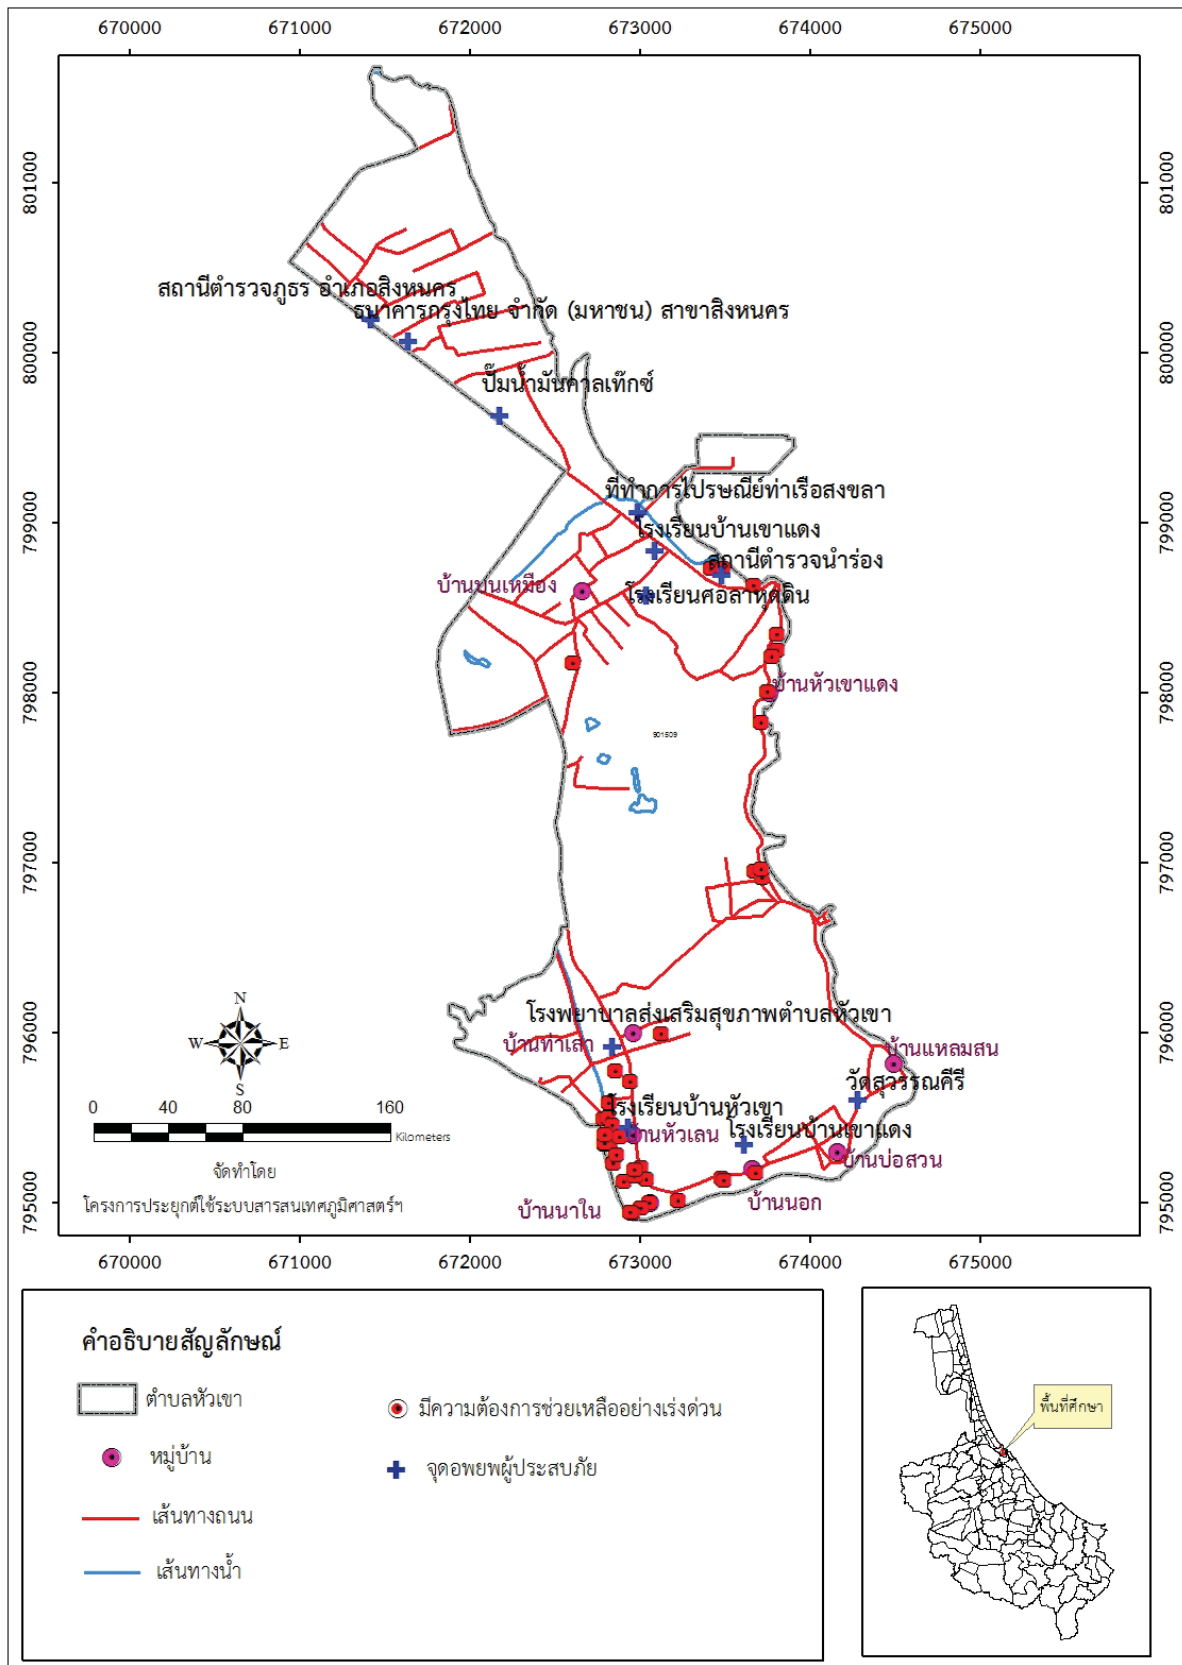 670000 671000 672000 673000 674000 675000
801000 801000
สถานีตำรวจภูธร อำเภอสิงหนคร
ธนาคารกรุงไทย จำกัด (มหาชน) สาขาสิงหนคร
800000 800000
ปั๊มน้ำมันคาลเท๊กซ์
ที่ทำการไปรษณีย์ท่าเรือสงขลา
799000 799000
โรงเรียนบ้านเขาแดง
สถานีตำรวจนำร่อง
บ้านบนเหมือง
โรงเรียนศอลาหุดดิน
798000 798000
บ้านหัวเขาแดง
901509
797000 797000
โรงพยาบาลส่งเสริมสุขภาพตำบลหัวเขา
796000 796000
บ้านท่าเสา
บ้านแหลมสน
วัดสุวรรณคีรี
โรงเรียนบ้านหัวเขา
โรงเรียนบ้านเขาแดง
บ้านหัวเลน
บ้านบ่อสวน
795000 795000
บ้านนาใน
บ้านนอก
N
W E
S
0 40 80 160
Kilometers
จัดทำโดย
โครงการประยุกต์ใช้ระบบสารสนเทศภูมิศาสตร์ฯ
670000 671000 672000 673000 674000 675000
คำอธิบายสัญลักษณ์
ตำบลหัวเขา
มีความต้องการช่วยเหลืออย่างเร่งด่วน
หมู่บ้าน
จุดอพยพผู้ประสบภัย
เส้นทางถนน
เส้นทางน้ำ
พื้นที่ศึกษา